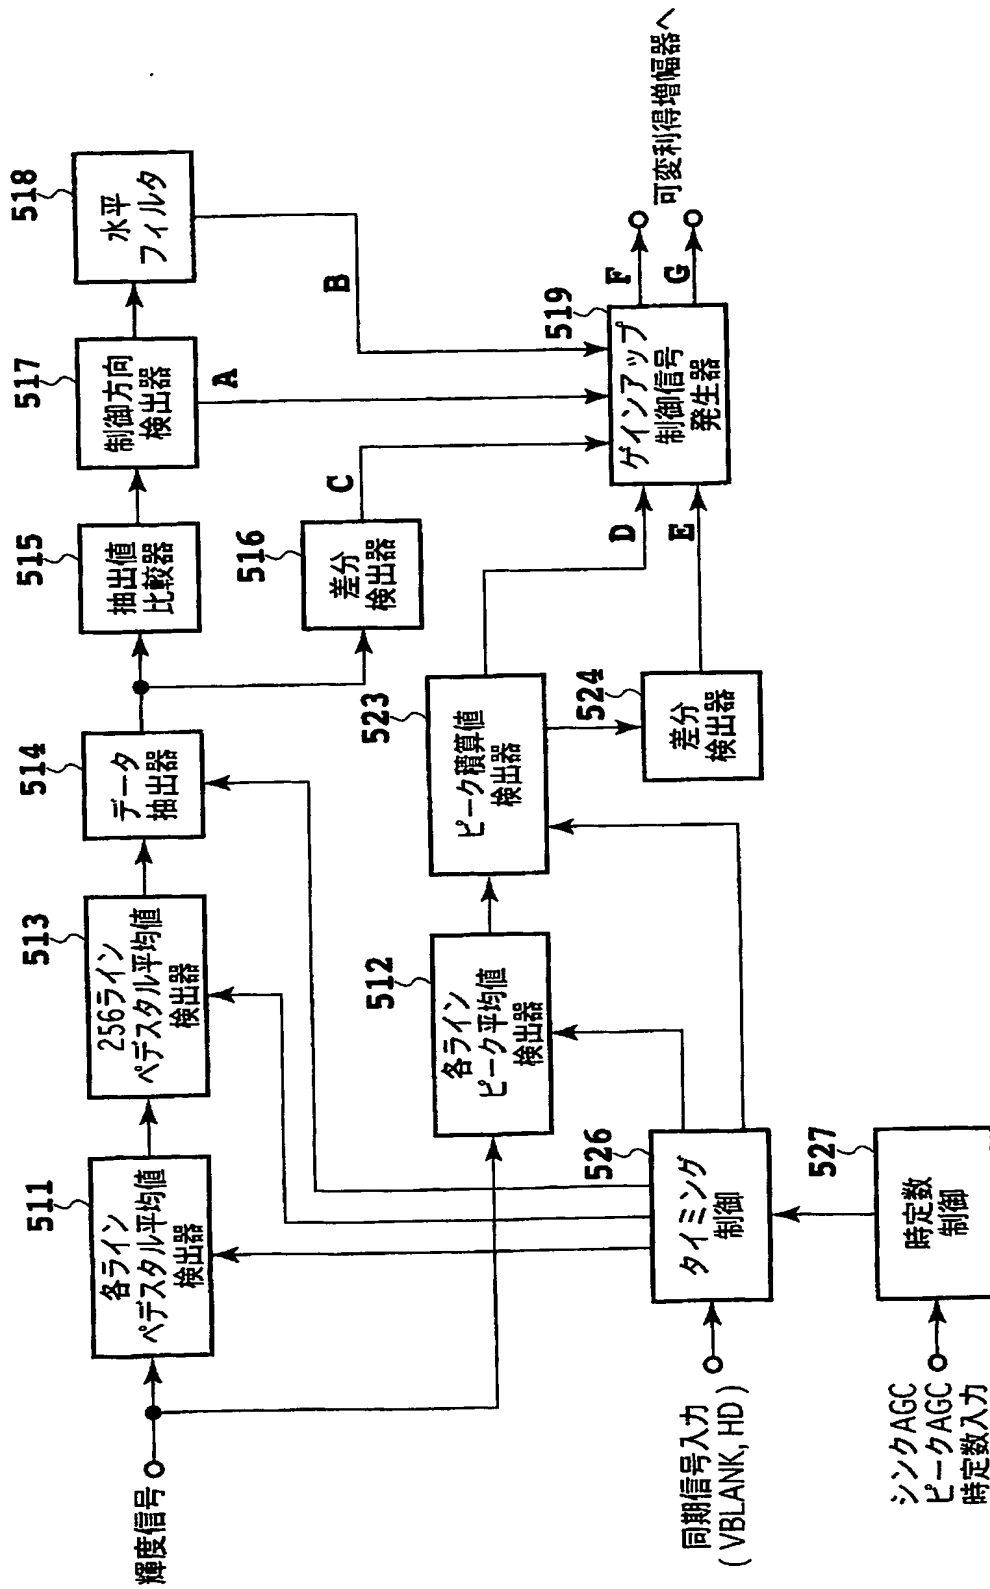 輝度信号
511
各ライン
ペデスタル平均値
検出器
513
256ライン
ペデスタル平均値
検出器
514
データ
抽出器
515
抽出値
比較器
517
制御方向
検出器
518
水平
フィルタ
A
B
516
差分
検出器
C
512
各ライン
ピーク平均値
検出器
523
ピーク積算値
検出器
524
差分
検出器
D
E
519
ゲインアップ
制御信号
発生器
F
G
可変利得増幅器へ
同期信号入力
(VBLANK, HD)
526
タイミング
制御
シンクAGC
ピークAGC
時定数入力
527
時定数
制御